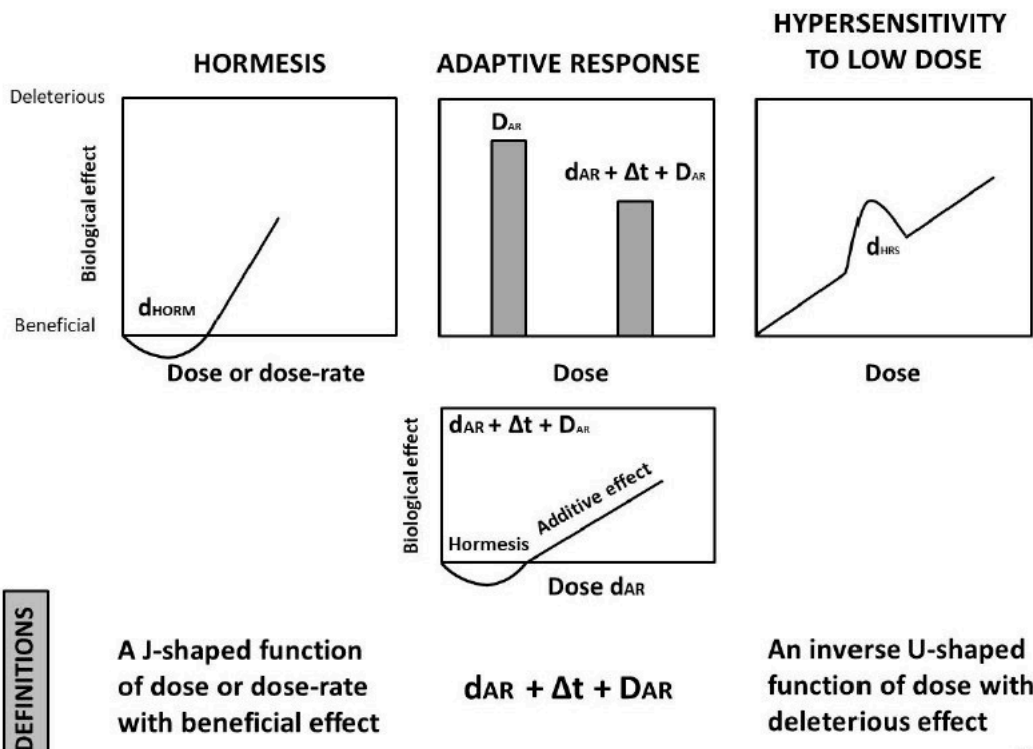 HORMESIS
ADAPTIVE RESPONSE
HYPERSENSITIVITY
TO LOW DOSE
Deleterious
Biological effect
Beneficial
dHORM
Dose or dose-rate
DAR
dAR + Δt + DAR
Dose
dHRS
Dose
Biological effect
dAR + Δt + DAR
Additive effect
Hormesis
Dose dAR
DEFINITIONS
A J-shaped function
of dose or dose-rate
with beneficial effect
dAR + Δt + DAR
An inverse U-shaped
function of dose with
deleterious effect